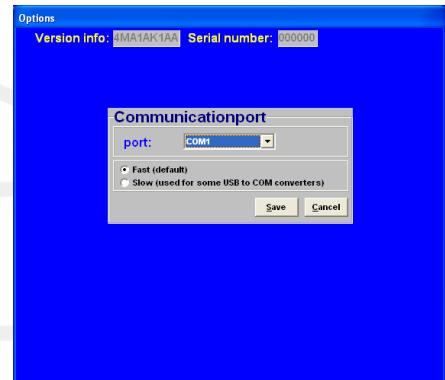 Options
Version info: 4MA1AK1AA Serial number: 000000
Communicationport
port: COM1
Fast (default)
Slow (used for some USB to COM converters)
Save Cancel